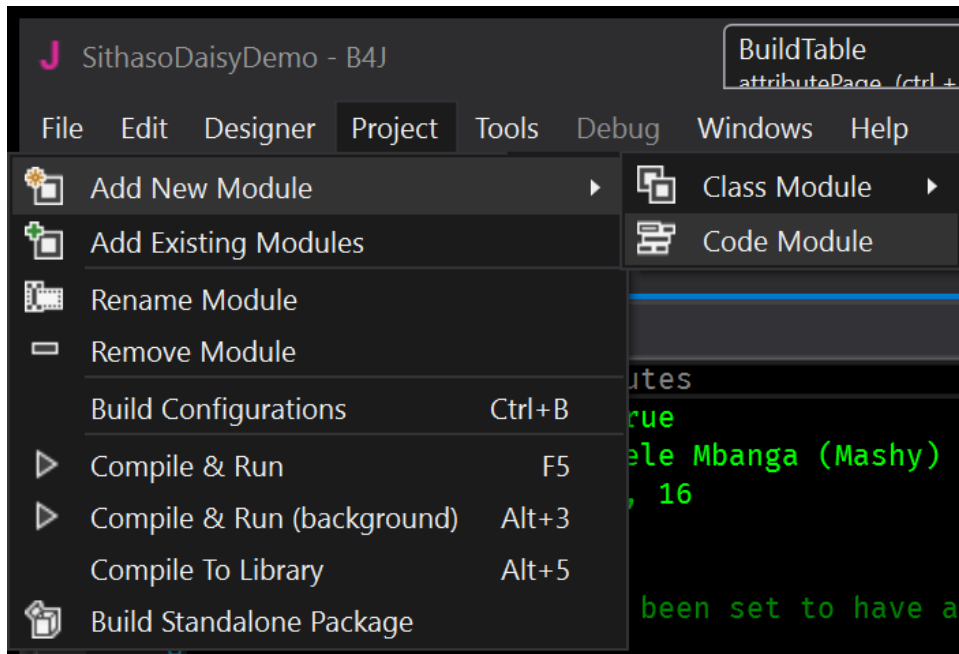 J SithasoDaisyDemo - B4J
BuildTable
attributePage (ctrl +
File Edit Designer Project Tools Debug Windows Help
Add New Module
Class Module
Add Existing Modules
Code Module
Rename Module
Remove Module
utes
Build Configurations Ctrl+B
rue
Compile & Run F5
ele Mbanga (Mashy)
, 16
Compile & Run (background) Alt+3
Compile To Library Alt+5
Build Standalone Package
been set to have a